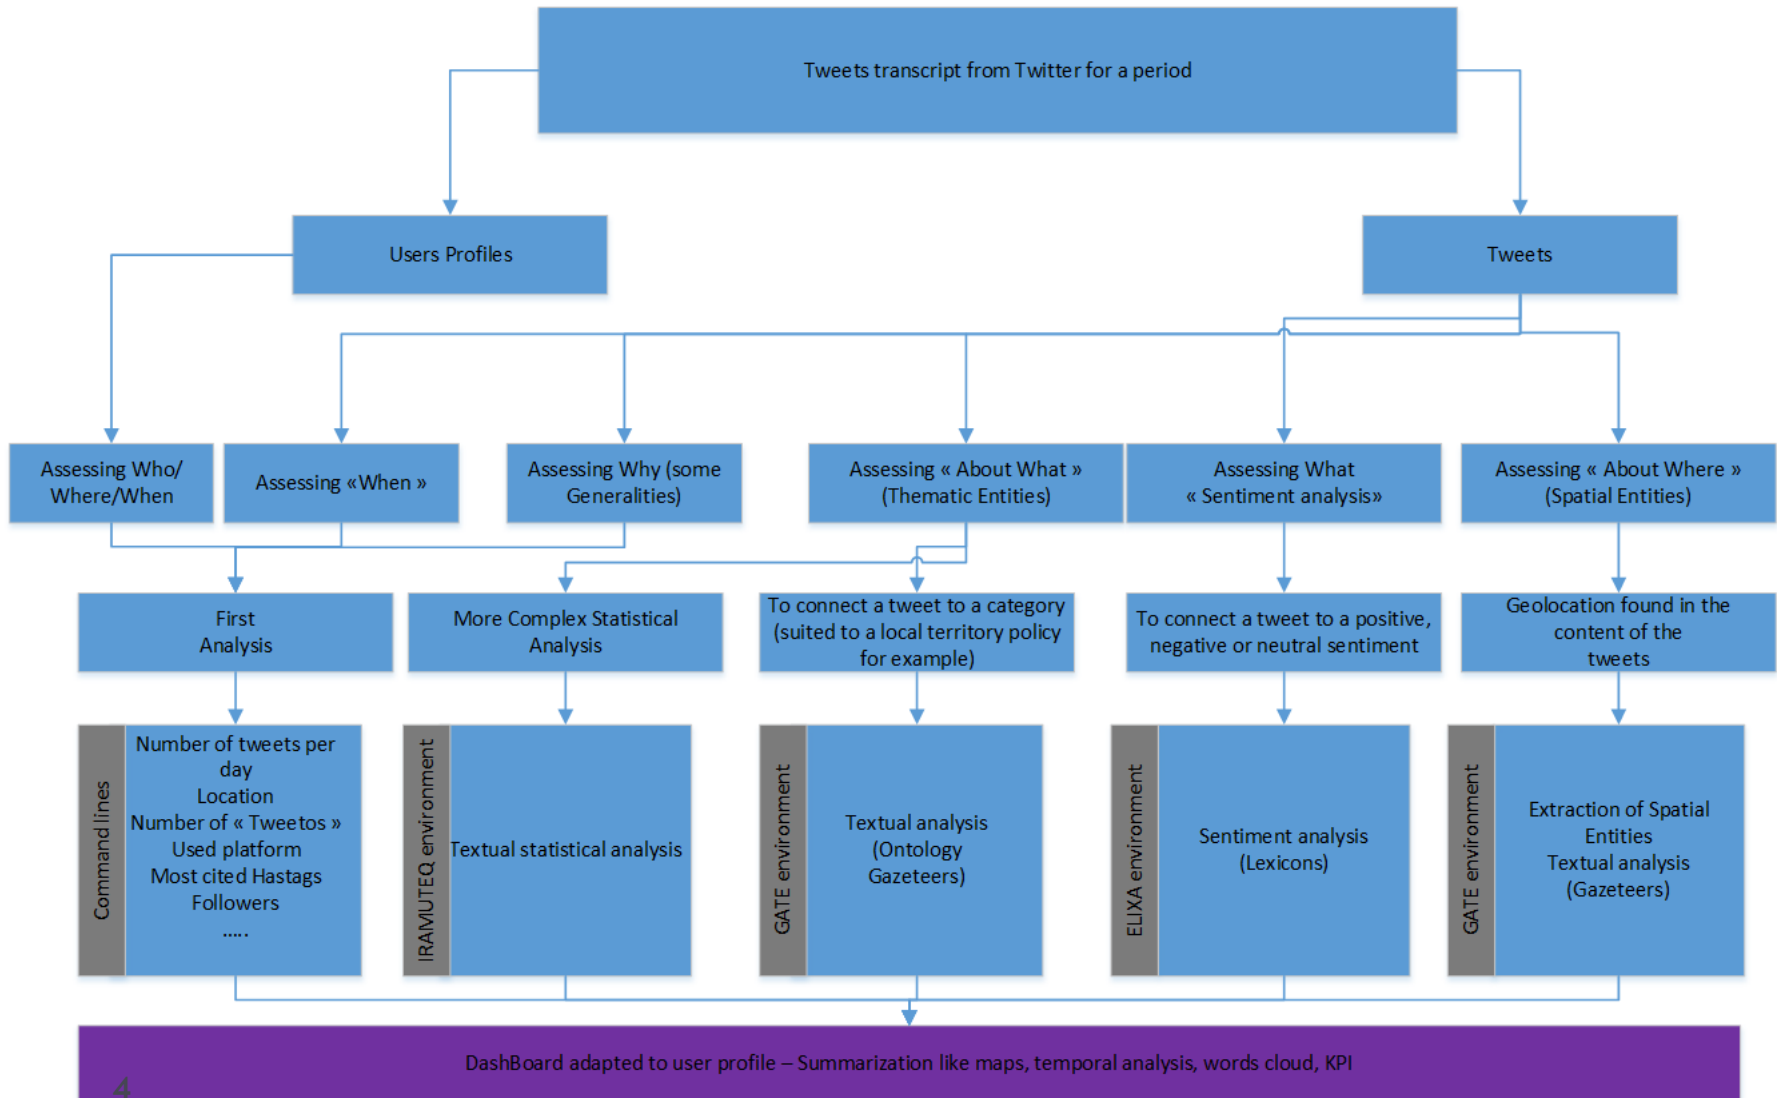 Tweets transcript from Twitter for a period
Users Profiles
Tweets
Assessing Who/
Where/When
Assessing «When »
Assessing Why (some
Generalities)
Assessing « About What »
(Thematic Entities)
Assessing What
« Sentiment analysis»
Assessing « About Where »
(Spatial Entities)
First
Analysis
More Complex Statistical
Analysis
To connect a tweet to a category
(suited to a local territory policy
for example)
To connect a tweet to a positive,
negative or neutral sentiment
Geolocation found in the
content of the
tweets
Command lines
Number of tweets per
day
Location
Number of « Tweetos »
Used platform
Most cited Hastags
Followers
.....
IRAMUTEQ environment
Textual statistical analysis
GATE environment
Textual analysis
(Ontology
Gazeteers)
ELIXA environment
Sentiment analysis
(Lexicons)
GATE environment
Extraction of Spatial
Entities
Textual analysis
(Gazeteers)
DashBoard adapted to user profile – Summarization like maps, temporal analysis, words cloud, KPI
4